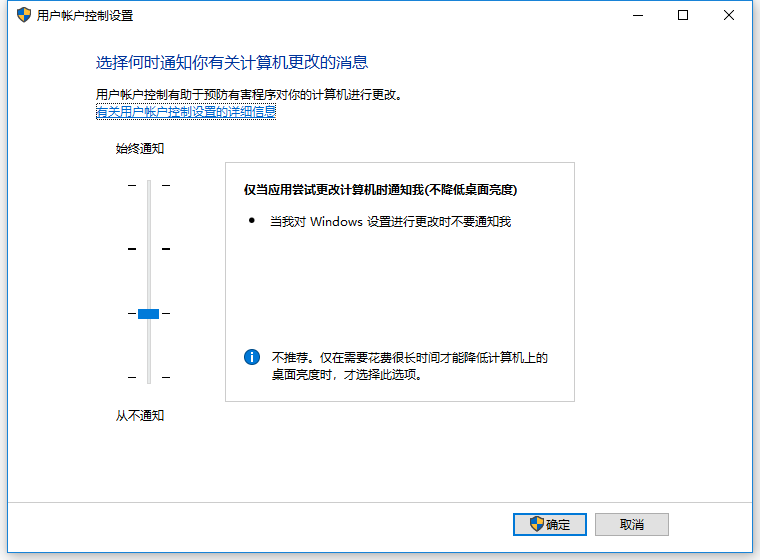 用户帐户控制设置
选择何时通知你有关计算机更改的消息
用户帐户控制有助于预防有害程序对你的计算机进行更改。
有关用户帐户控制设置的详细信息
始终通知
仅当应用尝试更改计算机时通知我(不降低桌面亮度)
• 当我对 Windows 设置进行更改时不要通知我
不推荐。仅在需要花费很长时间才能降低计算机上的
桌面亮度时，才选择此选项。
从不通知
确定
取消